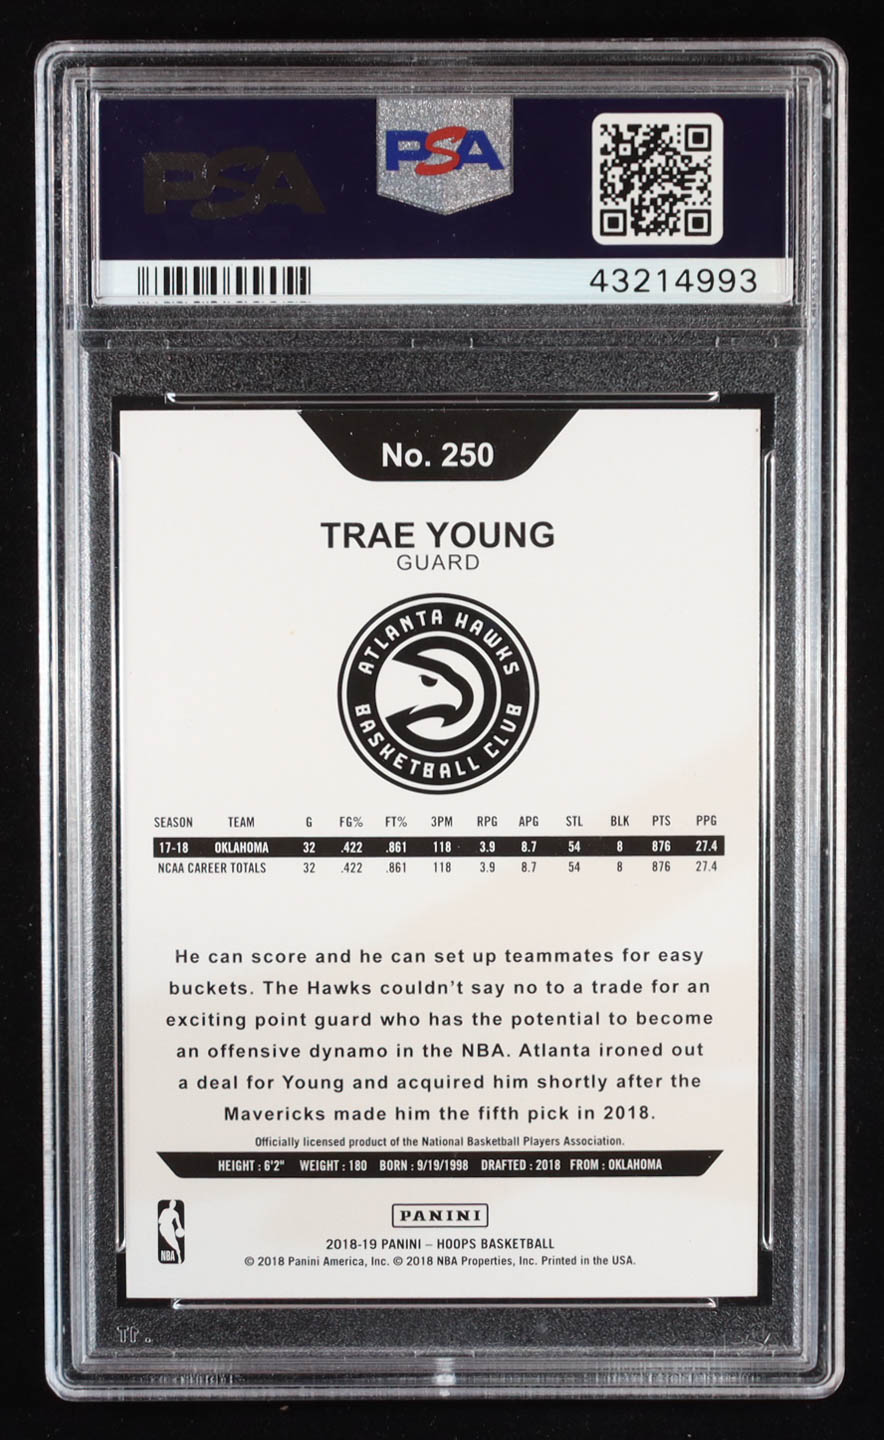 PSA
PSA
43214993
No. 250
TRAE YOUNG
GUARD
ATLANTA HAWKS
BASKETBALL CLUB
SEASON TEAM G FG% FT% 3PM RPG APG STL BLK PTS PPG
17-18 OKLAHOMA 32 .422 .861 118 3.9 8.7 54 8 876 27.4
NCAA CAREER TOTALS 32 .422 .861 118 3.9 8.7 54 8 876 27.4
He can score and he can set up teammates for easy
buckets. The Hawks couldn't say no to a trade for an
exciting point guard who has the potential to become
an offensive dynamo in the NBA. Atlanta ironed out
a deal for Young and acquired him shortly after the
Mavericks made him the fifth pick in 2018.
Officially licensed product of the National Basketball Players Association.
HEIGHT : 6'2" WEIGHT : 180 BORN : 9/19/1998 DRAFTED : 2018 FROM : OKLAHOMA
PANINI
NBA
2018-19 PANINI – HOOPS BASKETBALL
© 2018 Panini America, Inc. © 2018 NBA Properties, Inc. Printed in the USA.